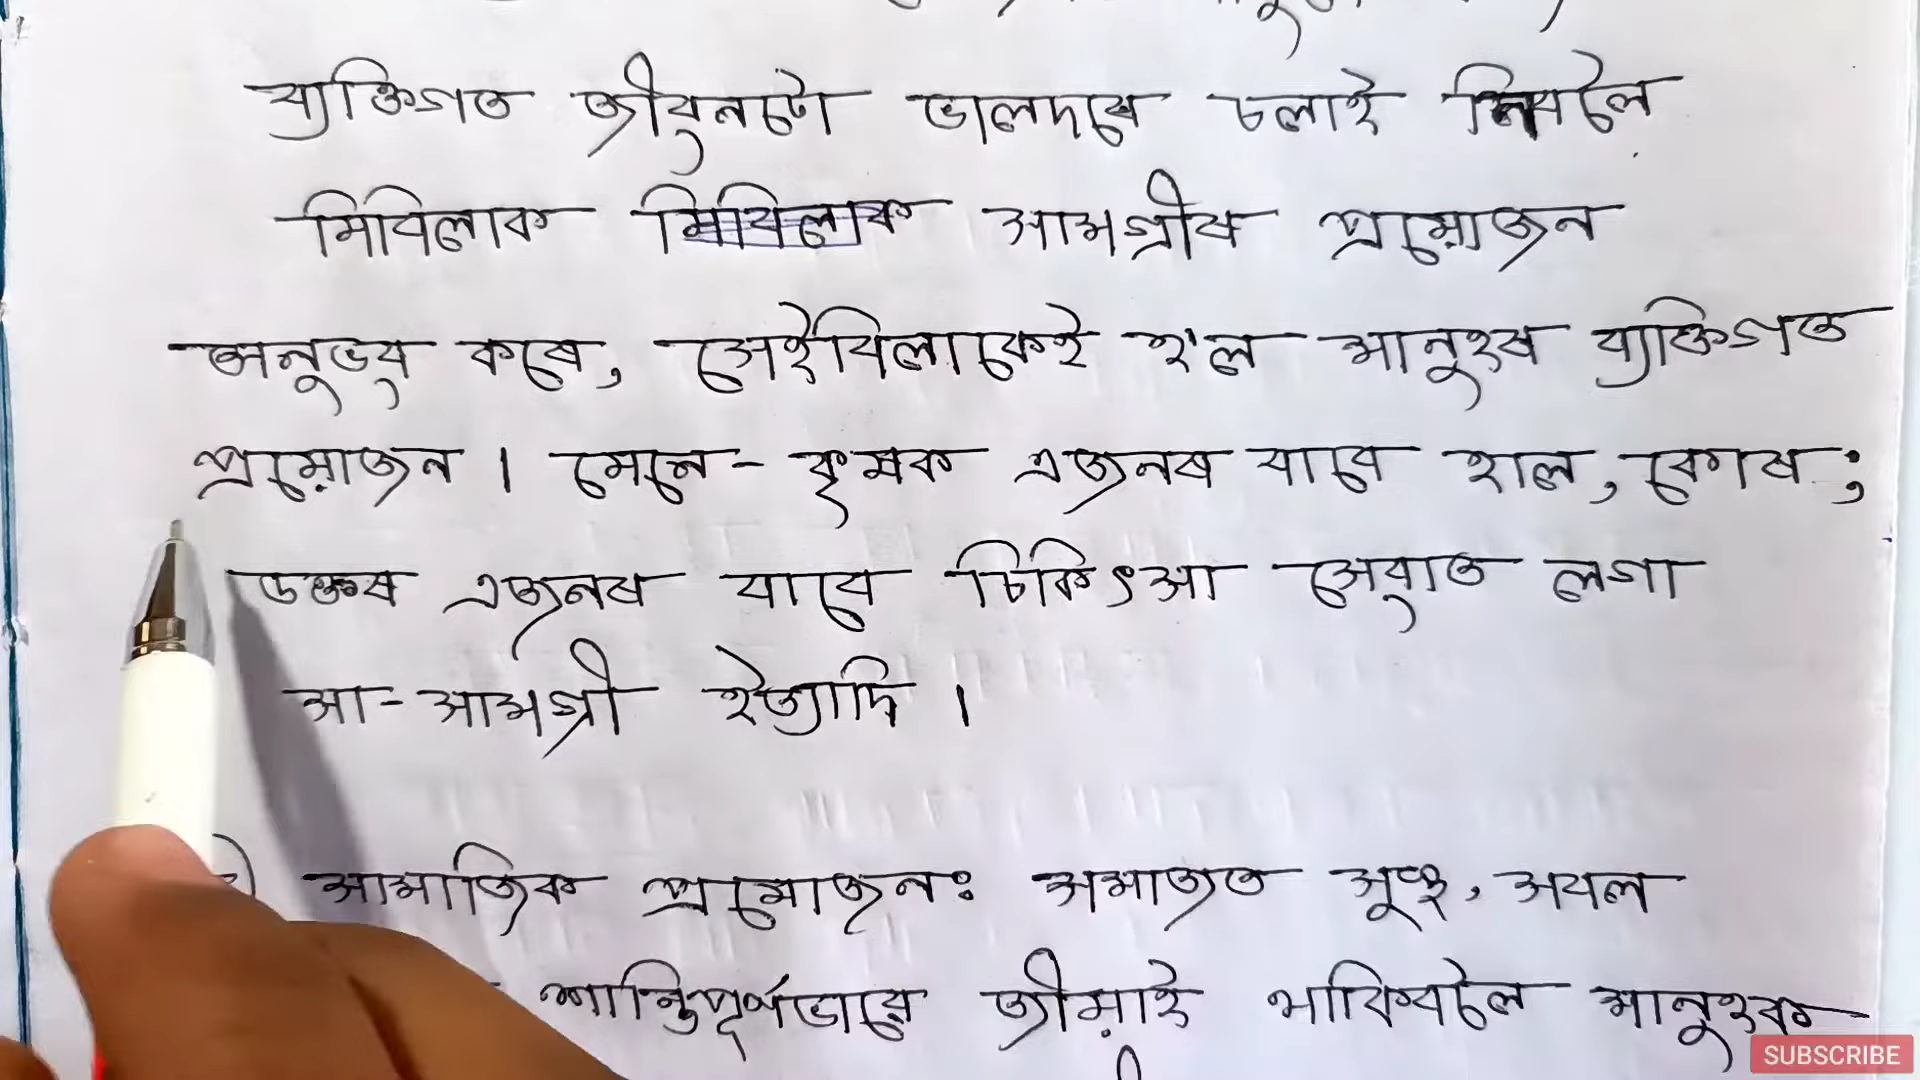 ব্যক্তিগত জীৱনটো ভালদৰে চলাই নিবলৈ
যিবিলাক যিবিলাক সামগ্ৰীৰ প্ৰয়োজন
অনুভৱ কৰে, সেইবিলাকেই হ'ল মানুহৰ ব্যক্তিগত
প্ৰয়োজন। যেনে- কৃষক এজনৰ বাবে হাল, কোৰ;
ডক্তৰ এজনৰ বাবে চিকিৎসা সেৱাত লগা
সা-সামগ্ৰী ইত্যাদি।
সামাজিক প্ৰয়োজনঃ সমাজত সুস্থ, সবল
শান্তিপূৰ্ণভাৱে জীয়াই থাকিবলৈ মানুহক
SUBSCRIBE